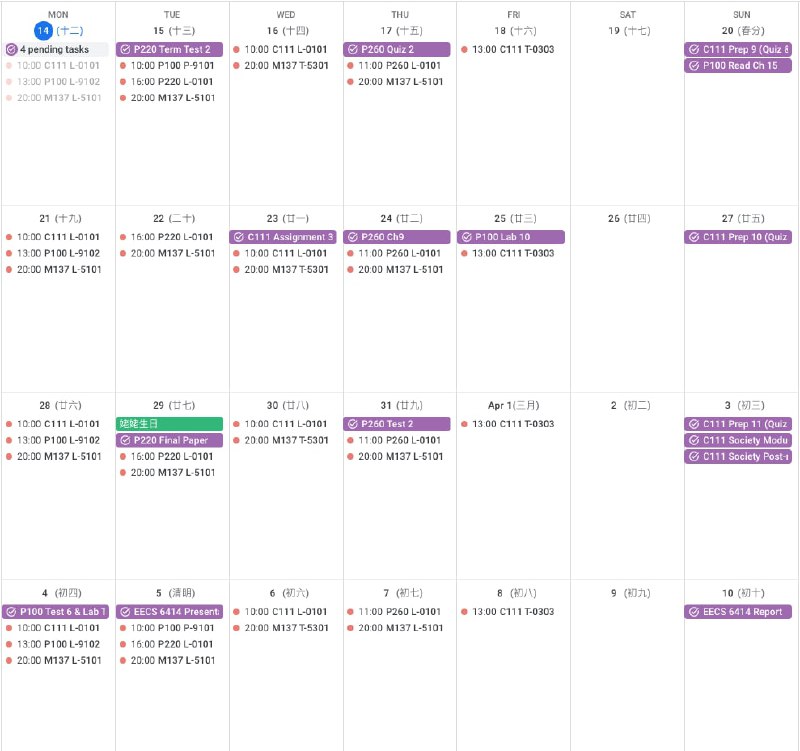 MON TUE WED THU FRI SAT SUN
14 (十二) 15 (十三) 16 (十四) 17 (十五) 18 (十六) 19 (十七) 20 (春分)
4 pending tasks
10:00 C111 L-0101
13:00 P100 L-9102
20:00 M137 L-5101
P220 Term Test 2
10:00 P100 P-9101
16:00 P220 L-0101
20:00 M137 L-5101
10:00 C111 L-0101
20:00 M137 T-5301
P260 Quiz 2
11:00 P260 L-0101
20:00 M137 L-5101
13:00 C111 T-0303
C111 Prep 9 (Quiz 8
P100 Read Ch 15
21 (十九) 22 (二十) 23 (廿一) 24 (廿二) 25 (廿三) 26 (廿四) 27 (廿五)
10:00 C111 L-0101
13:00 P100 L-9102
20:00 M137 L-5101
16:00 P220 L-0101
20:00 M137 L-5101
C111 Assignment 3
10:00 C111 L-0101
20:00 M137 T-5301
P260 Ch9
11:00 P260 L-0101
20:00 M137 L-5101
P100 Lab 10
13:00 C111 T-0303
C111 Prep 10 (Quiz
28 (廿六) 29 (廿七) 30 (廿八) 31 (廿九) Apr 1(三月) 2 (初二) 3 (初三)
10:00 C111 L-0101
13:00 P100 L-9102
20:00 M137 L-5101
姥姥生日
P220 Final Paper
16:00 P220 L-0101
20:00 M137 L-5101
10:00 C111 L-0101
20:00 M137 T-5301
P260 Test 2
11:00 P260 L-0101
20:00 M137 L-5101
13:00 C111 T-0303
C111 Prep 11 (Quiz
C111 Society Modu
C111 Society Post-
4 (初四) 5 (清明) 6 (初六) 7 (初七) 8 (初八) 9 (初九) 10 (初十)
P100 Test 6 & Lab
10:00 C111 L-0101
13:00 P100 L-9102
20:00 M137 L-5101
EECS 6414 Present
10:00 P100 P-9101
16:00 P220 L-0101
20:00 M137 L-5101
10:00 C111 L-0101
20:00 M137 T-5301
11:00 P260 L-0101
20:00 M137 L-5101
13:00 C111 T-0303
EECS 6414 Report